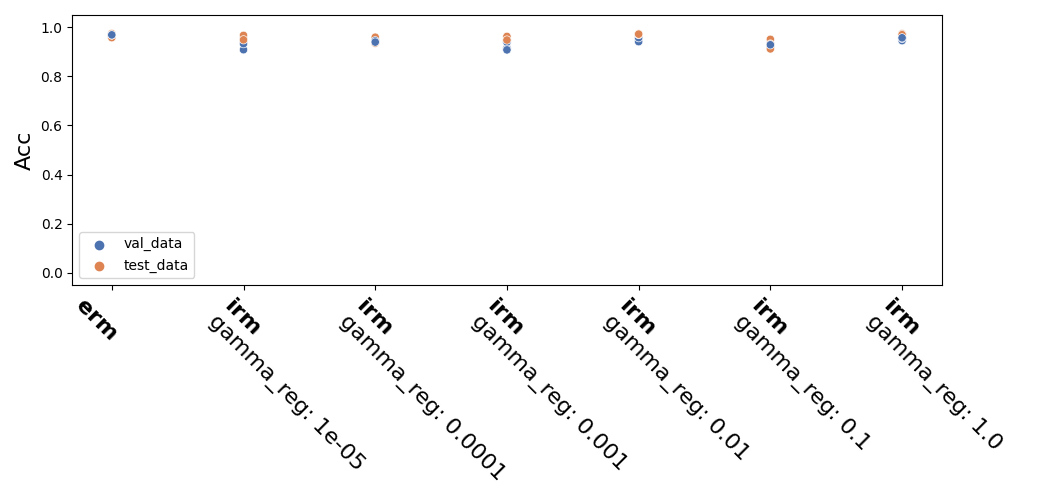 1.0
0.8
0.6
0.4
0.2
0.0
Acc
val_data
test_data
erm
irm
gamma_reg: 1e-05
irm
gamma_reg: 0.0001
irm
gamma_reg: 0.001
irm
gamma_reg: 0.01
irm
gamma_reg: 0.1
irm
gamma_reg: 1.0